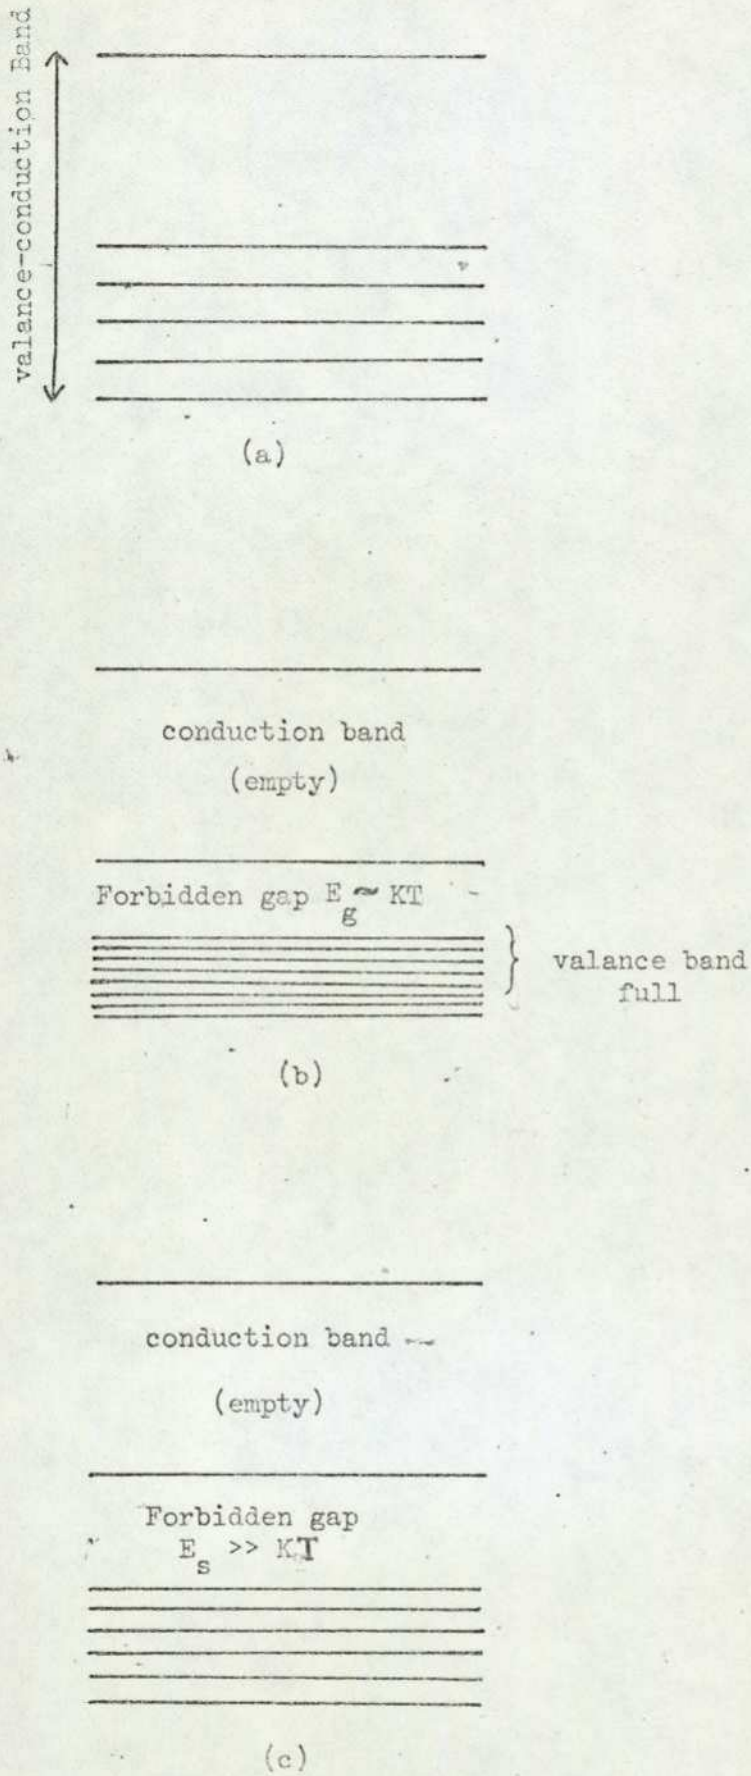 valance-conduction Band
(a)
conduction band
(empty)
Forbidden gap E_g ~ KT
valance band
full
(b)
conduction band
(empty)
Forbidden gap
E_s >> KT
(c)